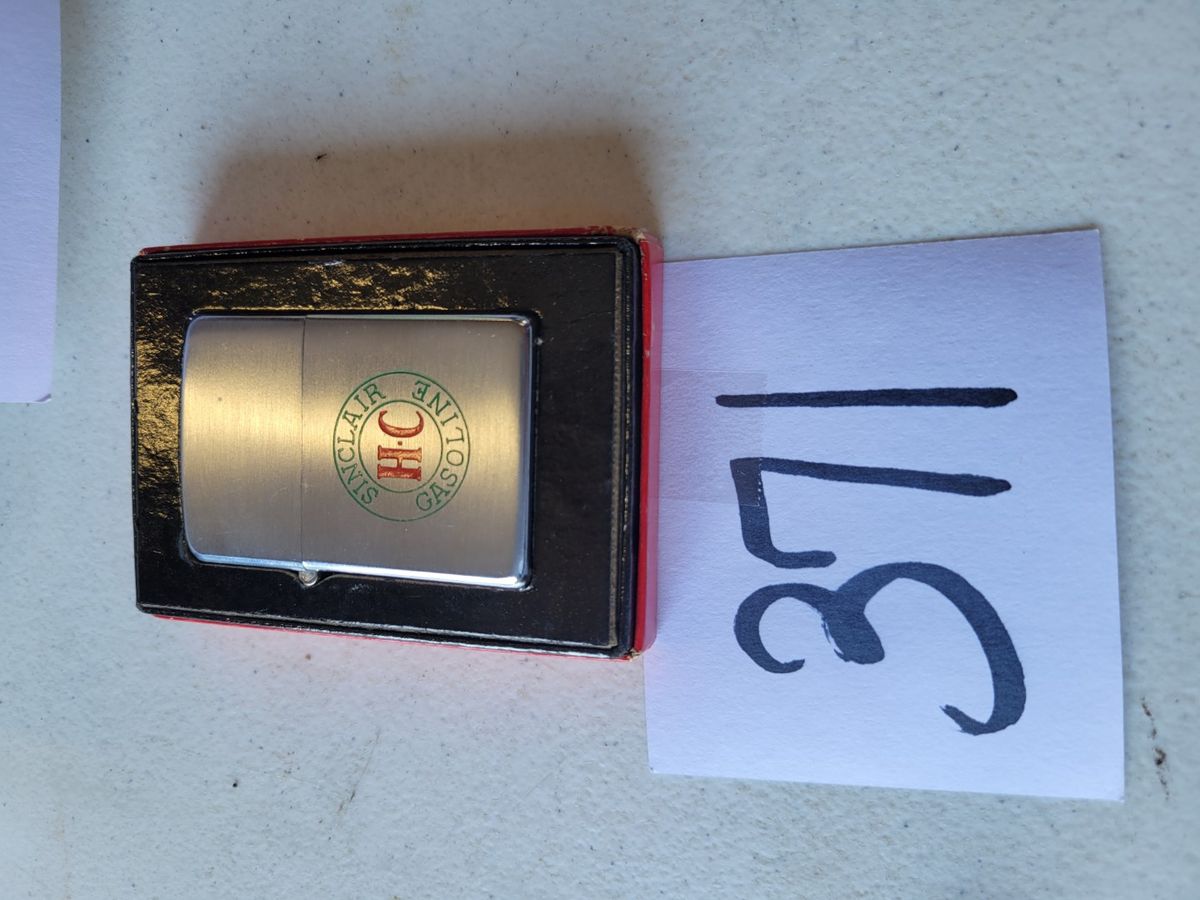 SINCLAIR
H·C
GASOLINE
371